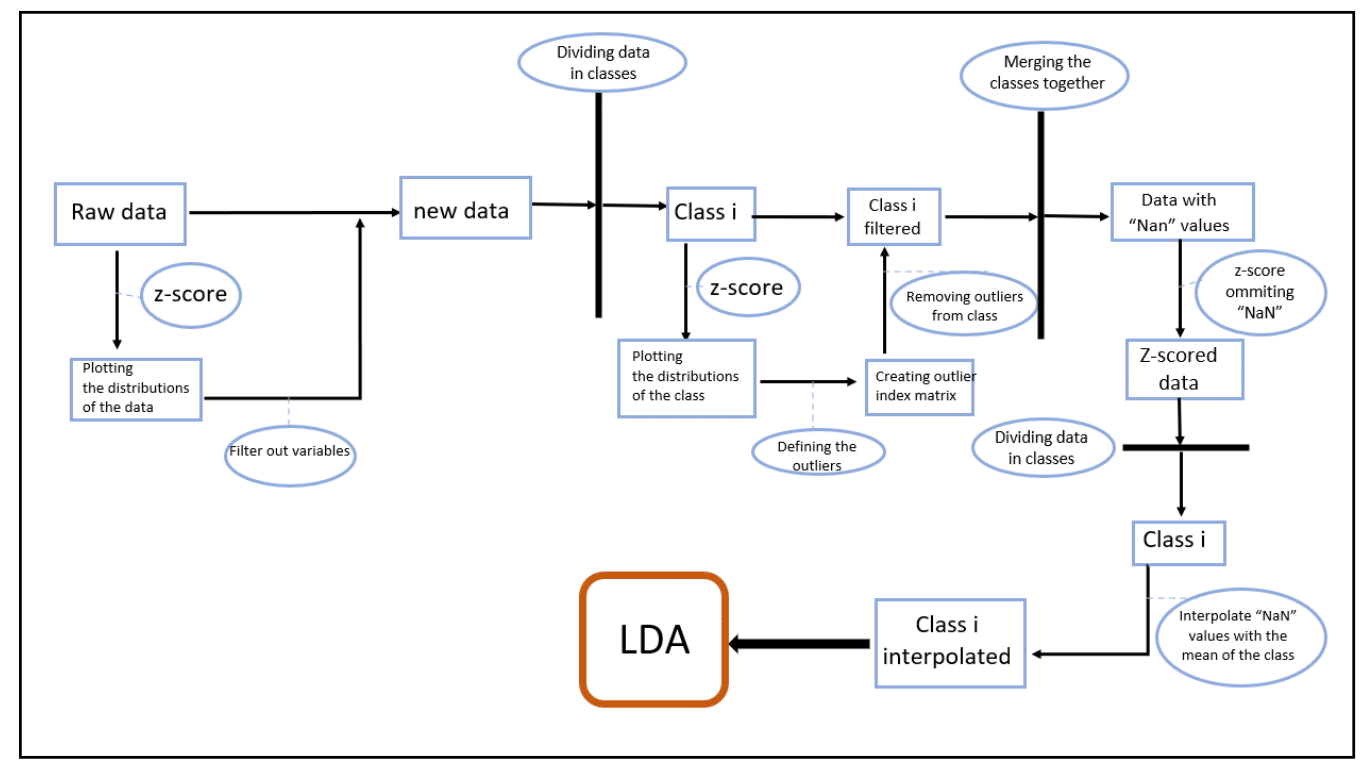 Dividing data
in classes
Merging the
classes together
Raw data
new data
Class i
Class i
filtered
Data with
“Nan” values
z-score
z-score
Removing outliers
from class
z-score
ommiting
“NaN”
Plotting
the distributions
of the data
Plotting
the distributions
of the class
Creating outlier
index matrix
Z-scored
data
Filter out variables
Defining the
outliers
Dividing data
in classes
Class i
Interpolate “NaN”
values with the
mean of the class
Class i
interpolated
LDA